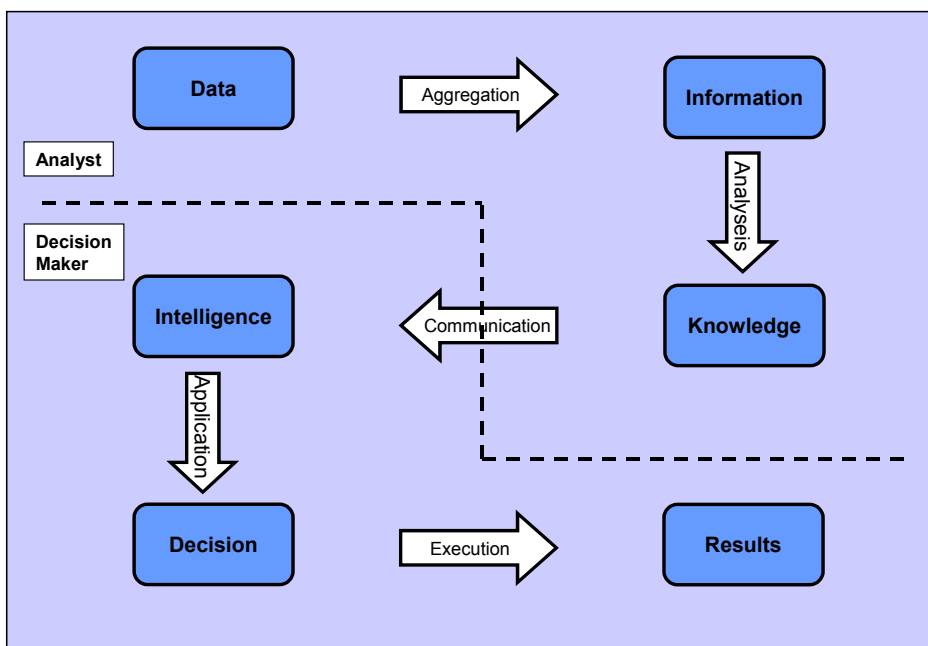 Data
Aggregation
Information
Analyst
Analyseis
Decision
Maker
Intelligence
Communication
Knowledge
Application
Decision
Execution
Results